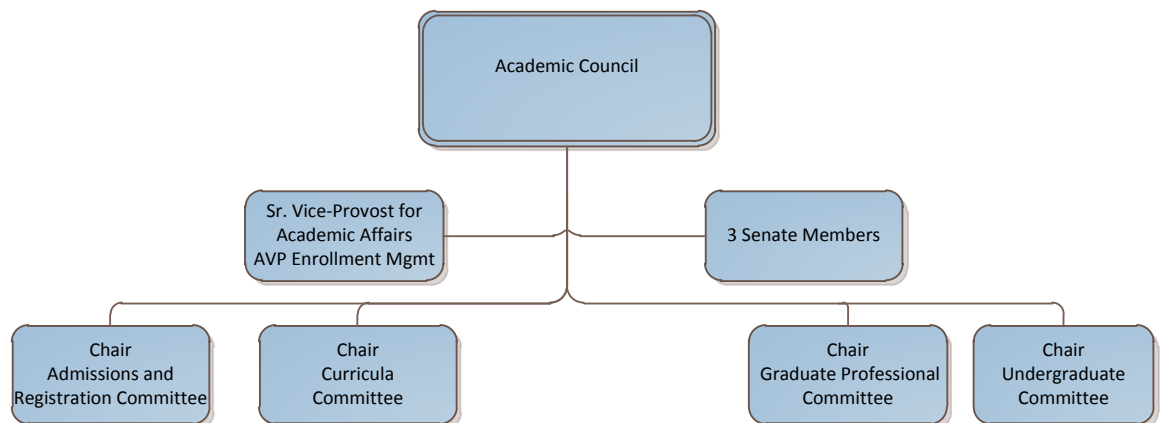 Academic Council
Sr. Vice-Provost for
Academic Affairs
AVP Enrollment Mgmt
3 Senate Members
Chair
Admissions and
Registration Committee
Chair
Curricula
Committee
Chair
Graduate Professional
Committee
Chair
Undergraduate
Committee